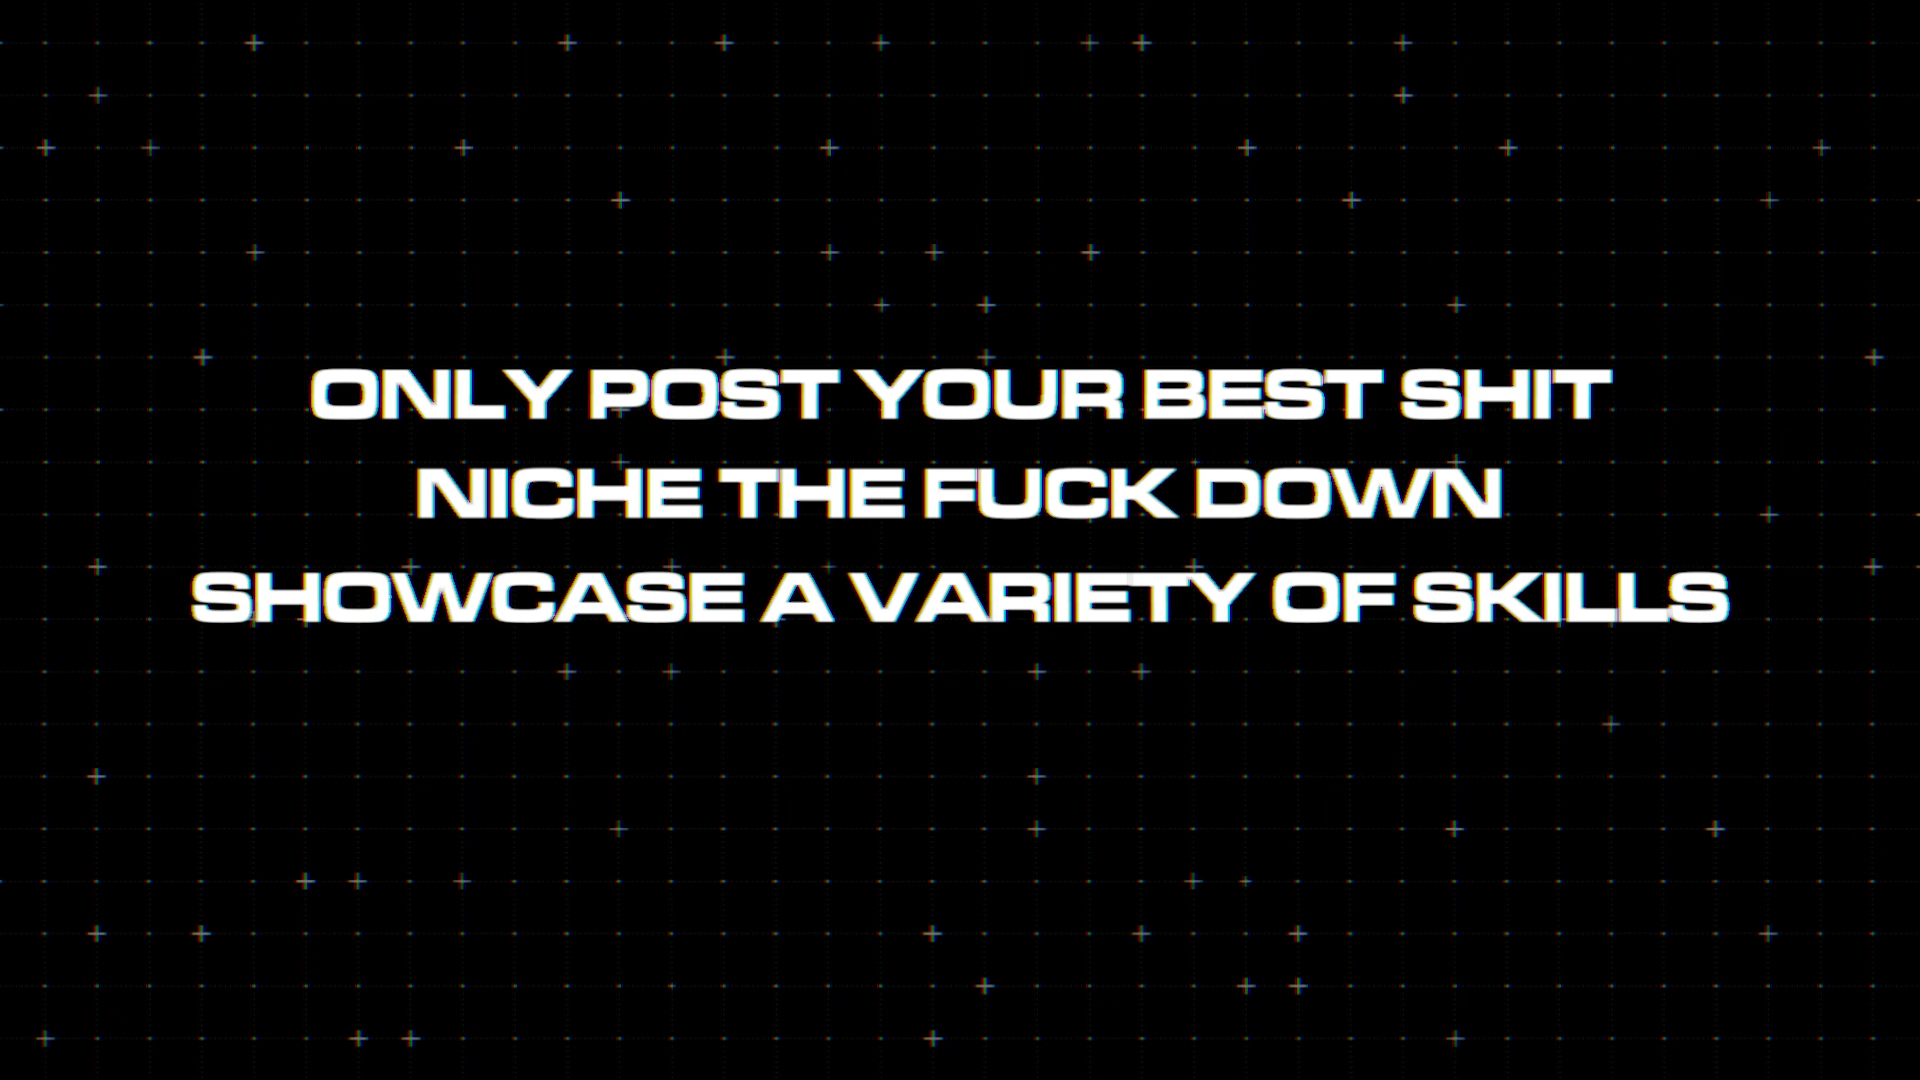 ONLY POST YOUR BEST SHIT
NICHE THE FUCK DOWN
SHOWCASE A VARIETY OF SKILLS